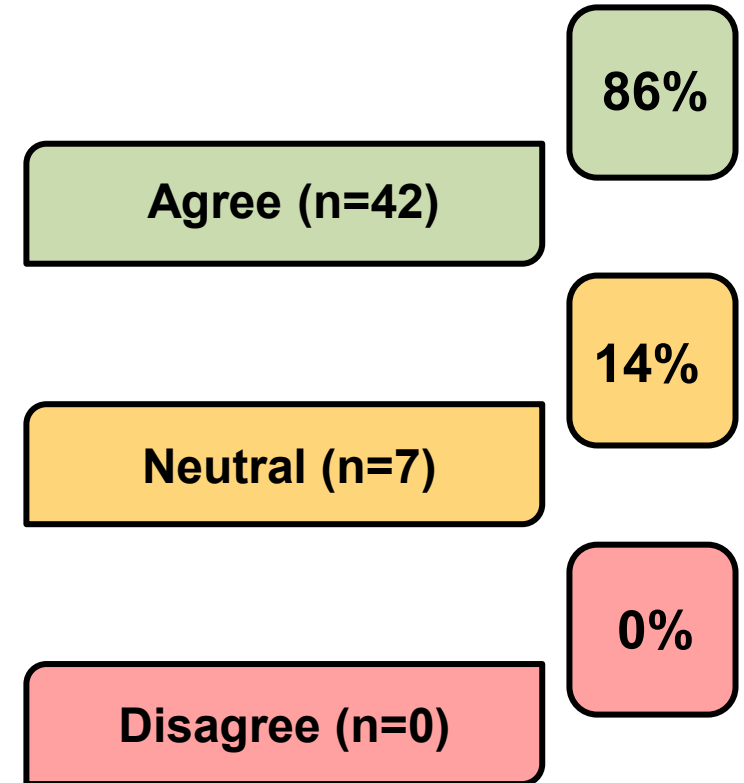 86%
Agree (n=42)
14%
Neutral (n=7)
0%
Disagree (n=0)